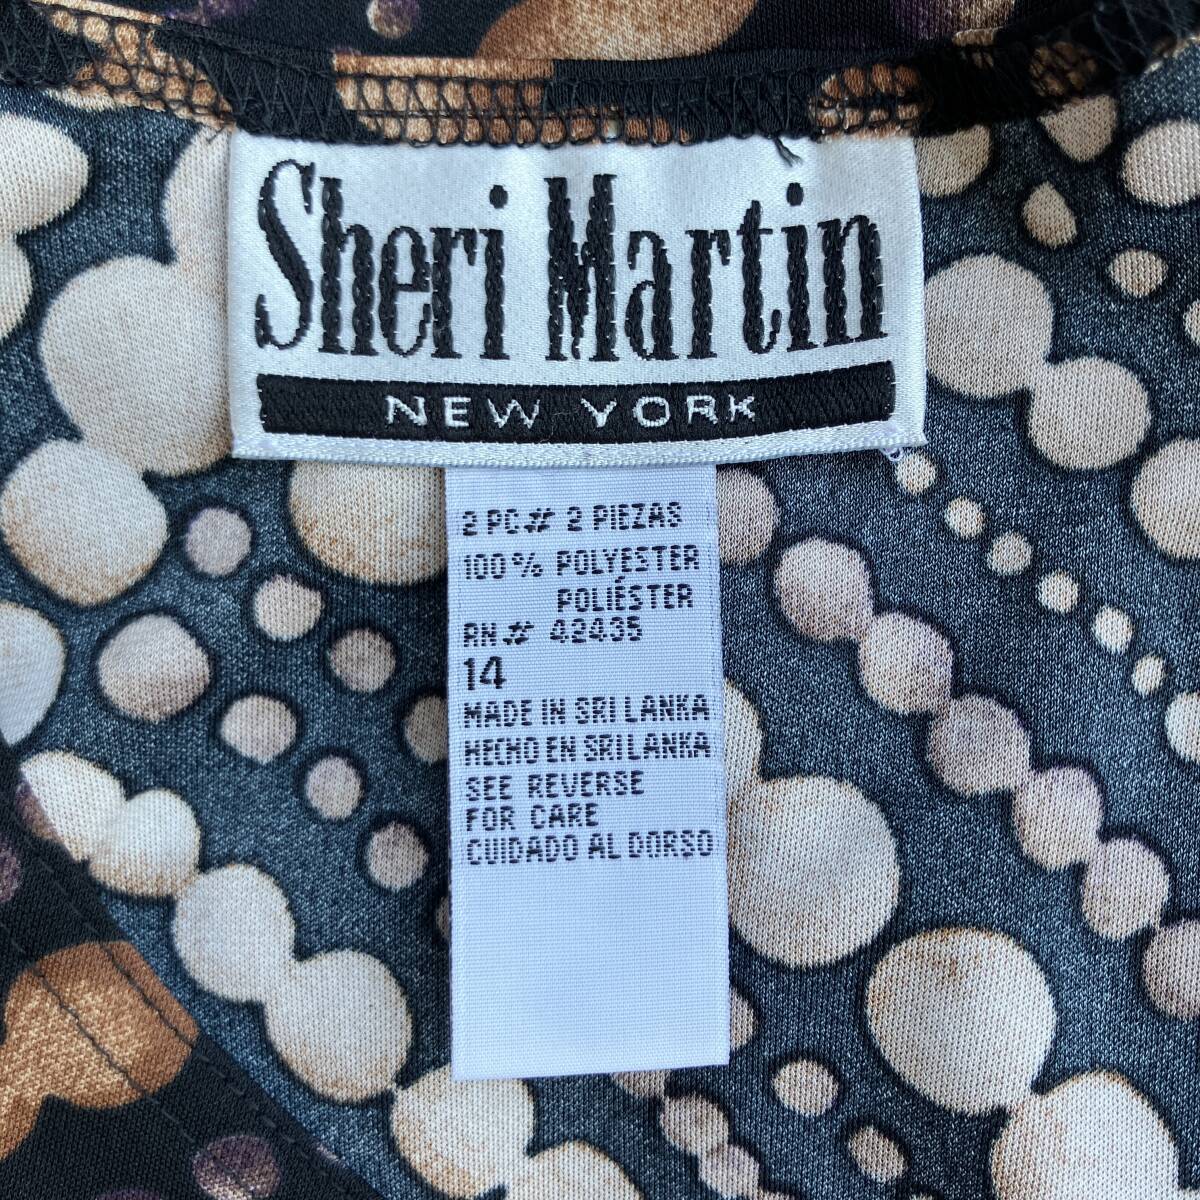 Sheri Martin
NEW YORK
2 PC# 2 PIEZAS
100% POLYESTER
POLIÉSTER
RN# 42435
14
MADE IN SRI LANKA
HECHO EN SRI LANKA
SEE REVERSE
FOR CARE
CUIDADO AL DORSO